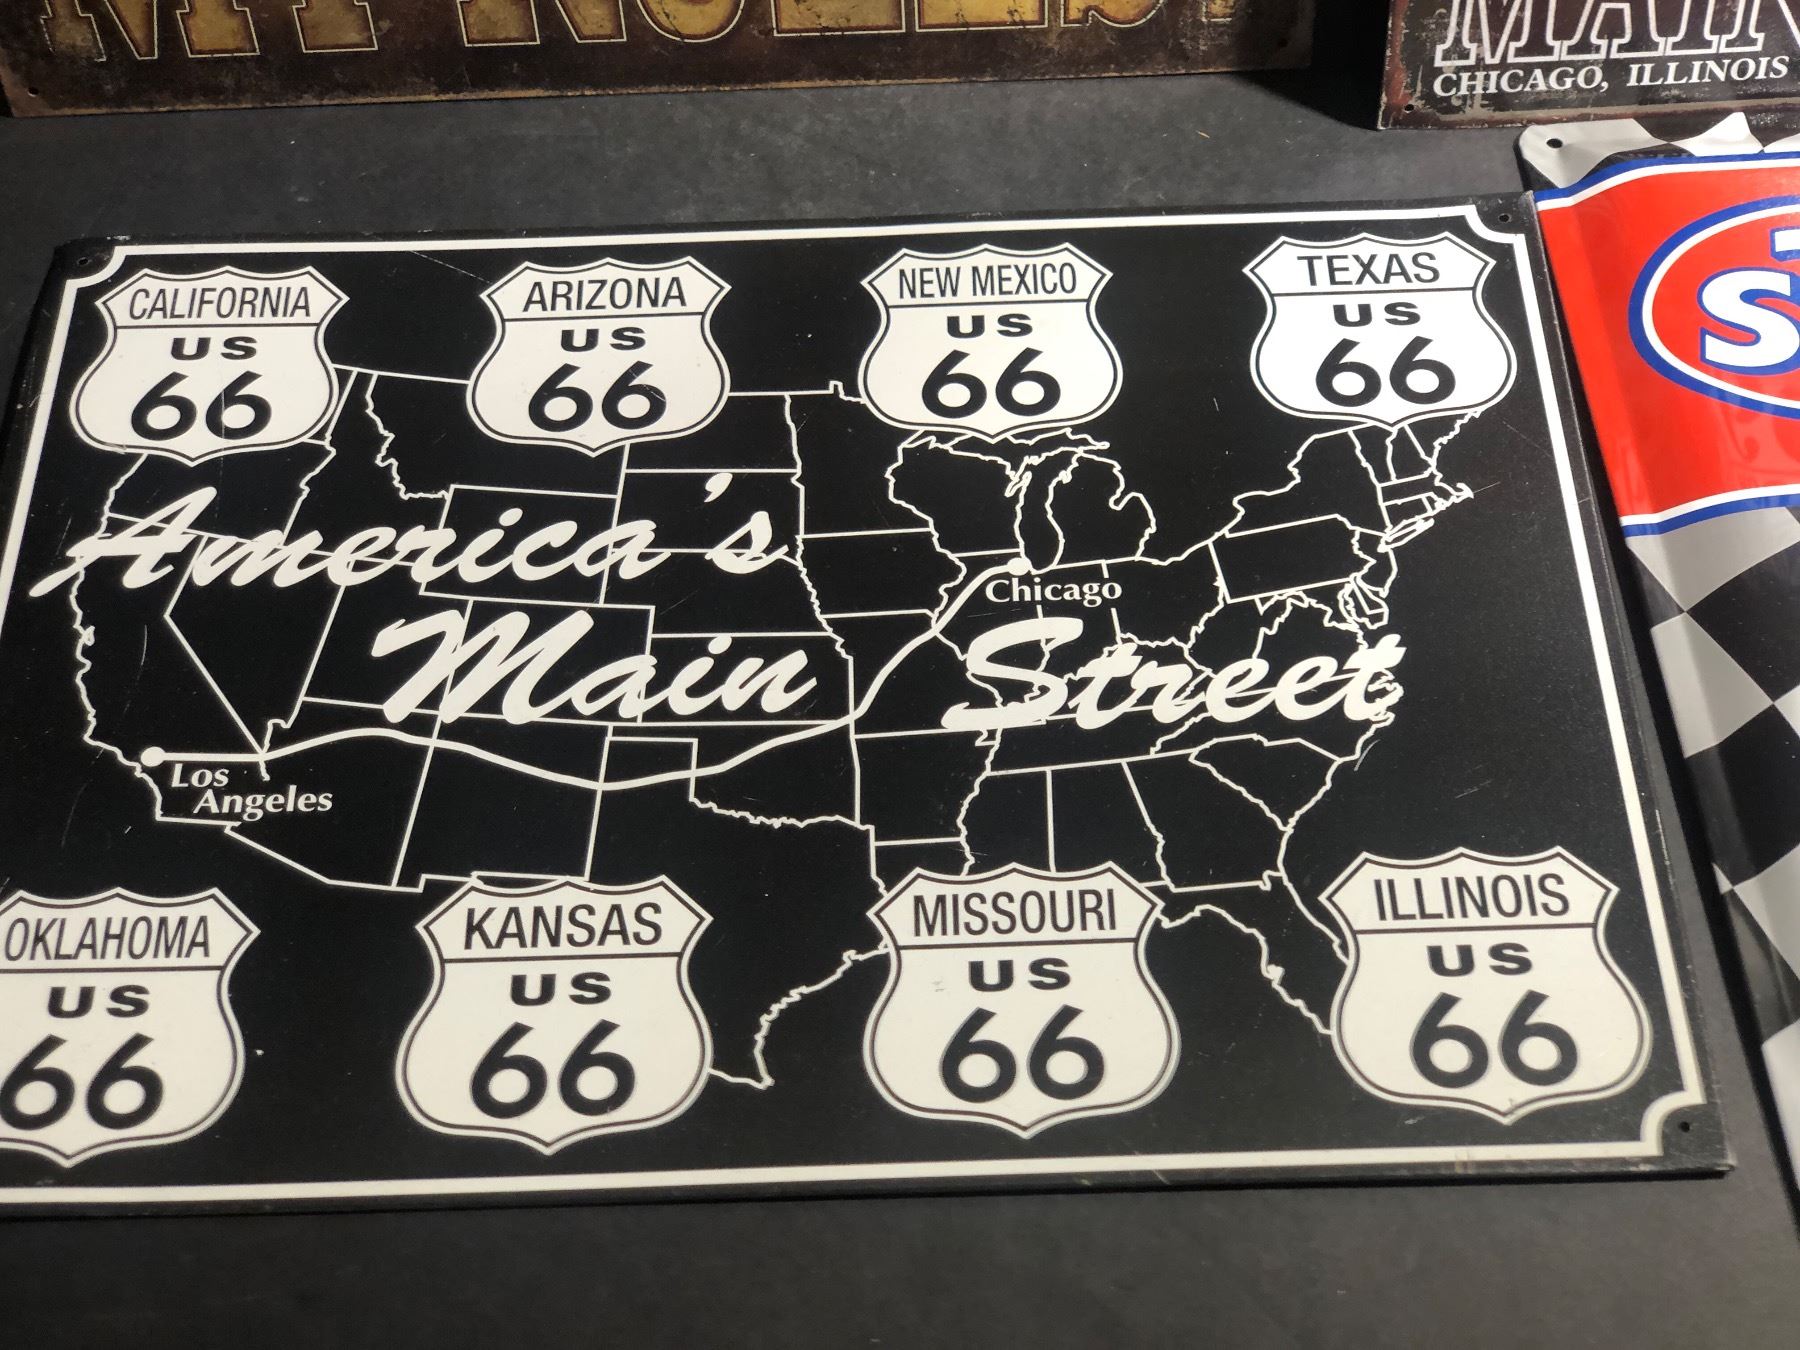 CHICAGO, ILLINOIS
CALIFORNIA
US
66
ARIZONA
US
66
NEW MEXICO
US
66
TEXAS
US
66
America's
Main Street
Chicago
Los
Angeles
OKLAHOMA
US
66
KANSAS
US
66
MISSOURI
US
66
ILLINOIS
US
66